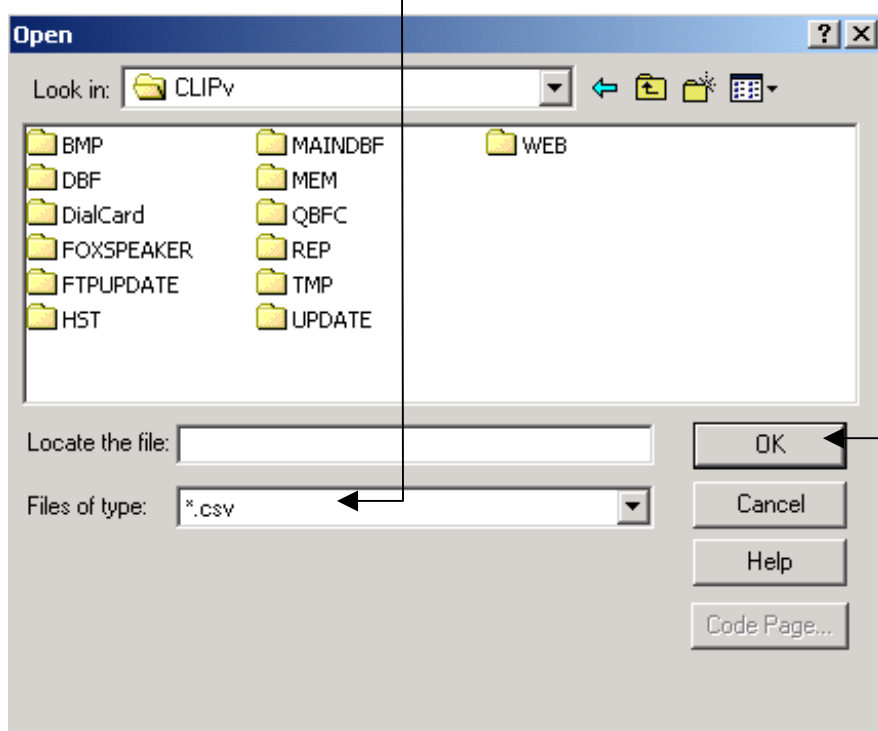 Open
Look in: CLIPv
BMP MAINDBF WEB
DBF MEM
DialCard QBFC
FOXSPEAKER REP
FTPUPDATE TMP
HST UPDATE
Locate the file: OK
Files of type: *.csv Cancel
Help
Code Page...